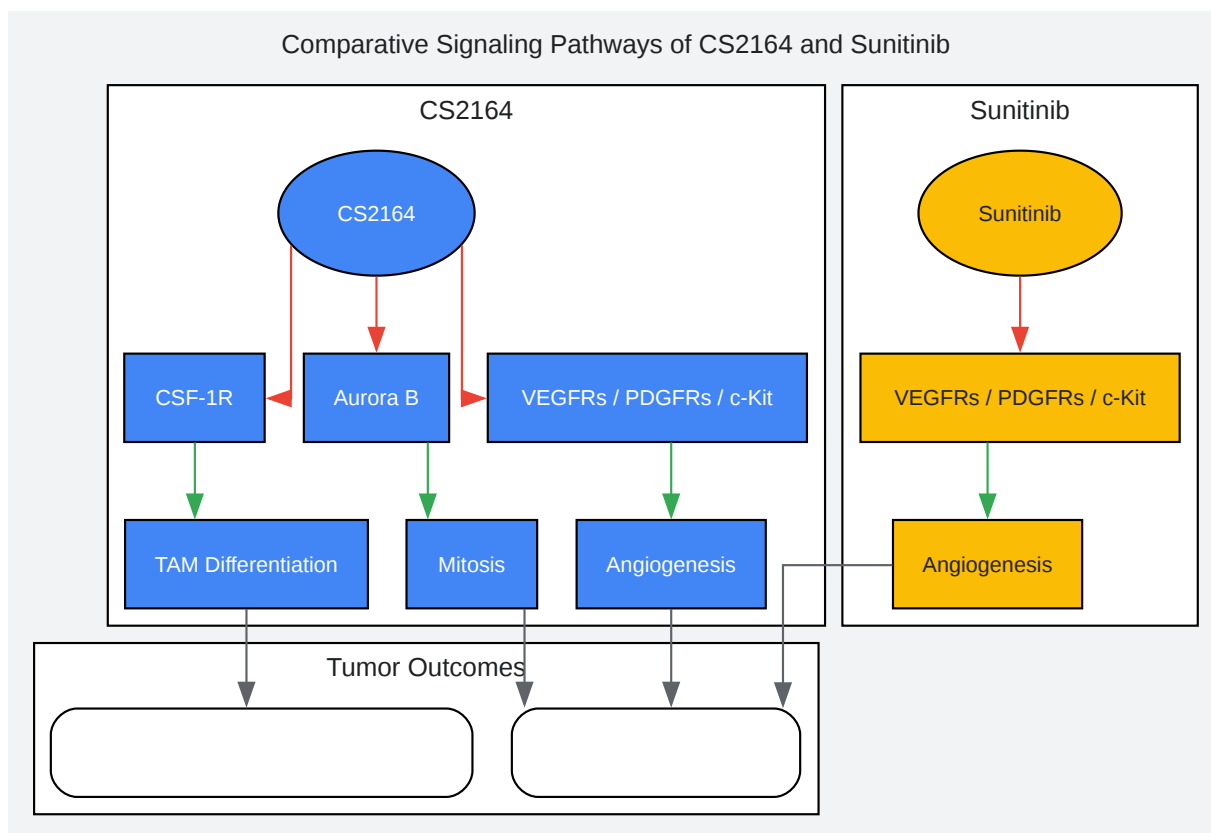 Comparative Signaling Pathways of CS2164 and Sunitinib
CS2164
CS2164
CSF-1R
Aurora B
VEGFRs / PDGFRs / c-Kit
TAM Differentiation
Mitosis
Angiogenesis
Sunitinib
Sunitinib
VEGFRs / PDGFRs / c-Kit
Angiogenesis
Tumor Outcomes